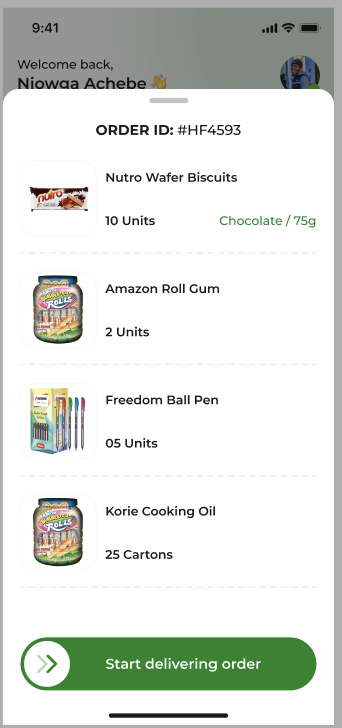 9:41
Welcome back,
Njowga Achebe 👋
ORDER ID: #HF4593
nutro
Nutro Wafer Biscuits
10 Units
Chocolate / 75g
ROLLS
Amazon Roll Gum
2 Units
Freedom Ball Pen
05 Units
ROLLS
Korie Cooking Oil
25 Cartons
Start delivering order